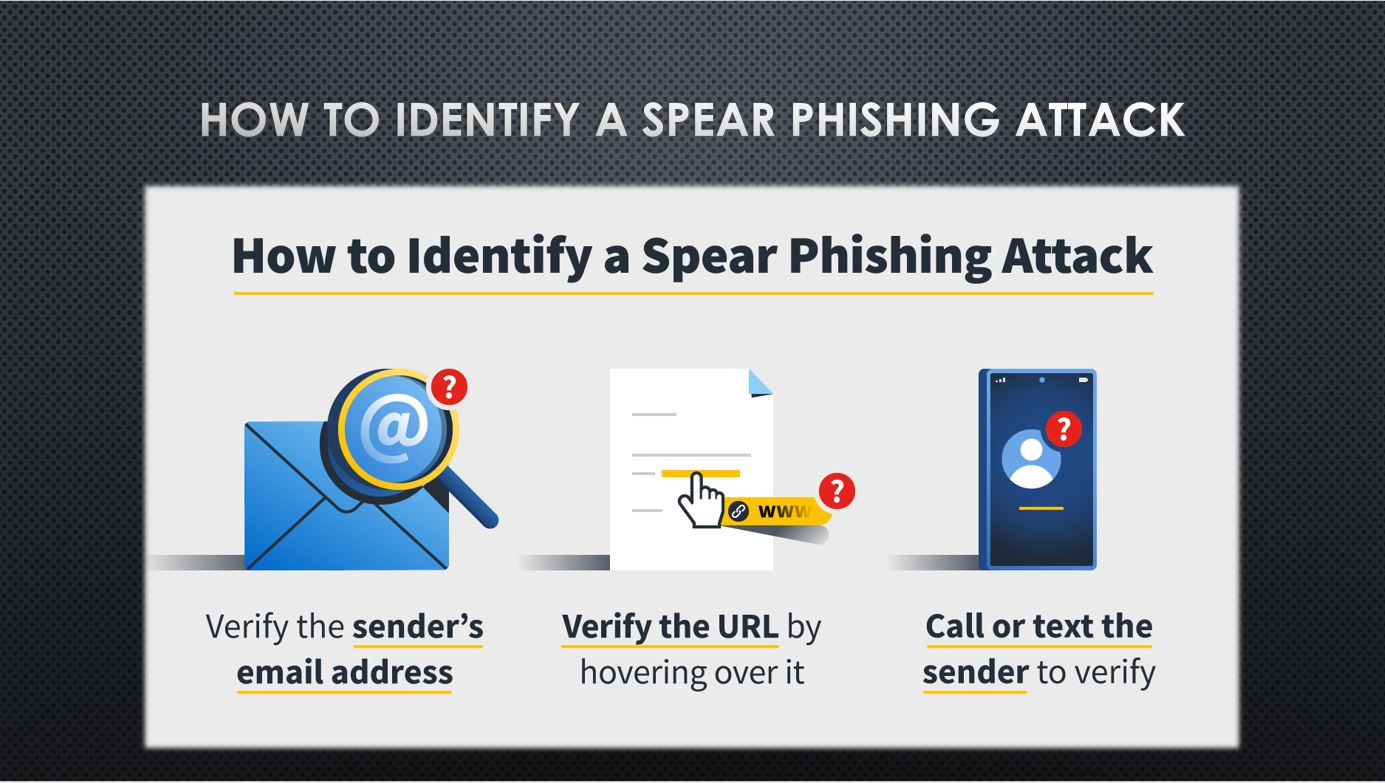 HOW TO IDENTIFY A SPEAR PHISHING ATTACK
How to Identify a Spear Phishing Attack
@
?
www
?
?
Verify the sender's
email address
Verify the URL by
hovering over it
Call or text the
sender to verify